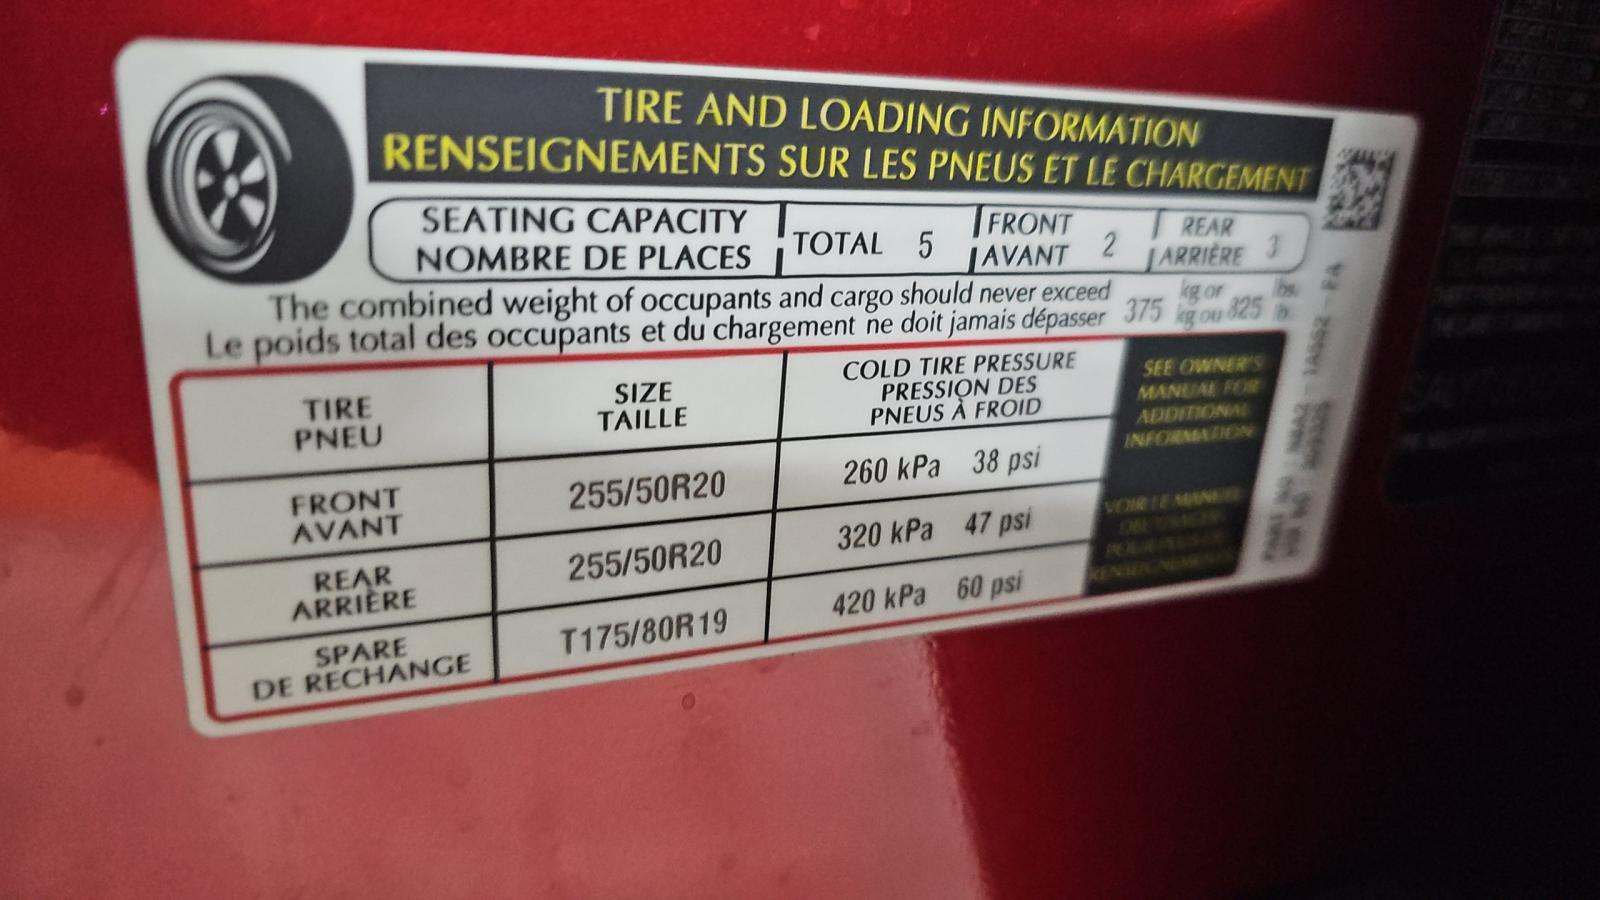 TIRE AND LOADING INFORMATION
RENSEIGNEMENTS SUR LES PNEUS ET LE CHARGEMENT
SEATING CAPACITY
NOMBRE DE PLACES
TOTAL 5
FRONT
AVANT
2
REAR
ARRIÈRE
3
The combined weight of occupants and cargo should never exceed
Le poids total des occupants et du chargement ne doit jamais dépasser
375 kg or 825 lbs.
kg ou lb.
TIRE
PNEU
SIZE
TAILLE
COLD TIRE PRESSURE
PRESSION DES
PNEUS À FROID
FRONT
AVANT
255/50R20
260 kPa 38 psi
REAR
ARRIÈRE
255/50R20
320 kPa 47 psi
SPARE
DE RECHANGE
T175/80R19
420 kPa 60 psi
SEE OWNER'S
MANUAL FOR
ADDITIONAL
INFORMATION
VOIR LE MANUEL